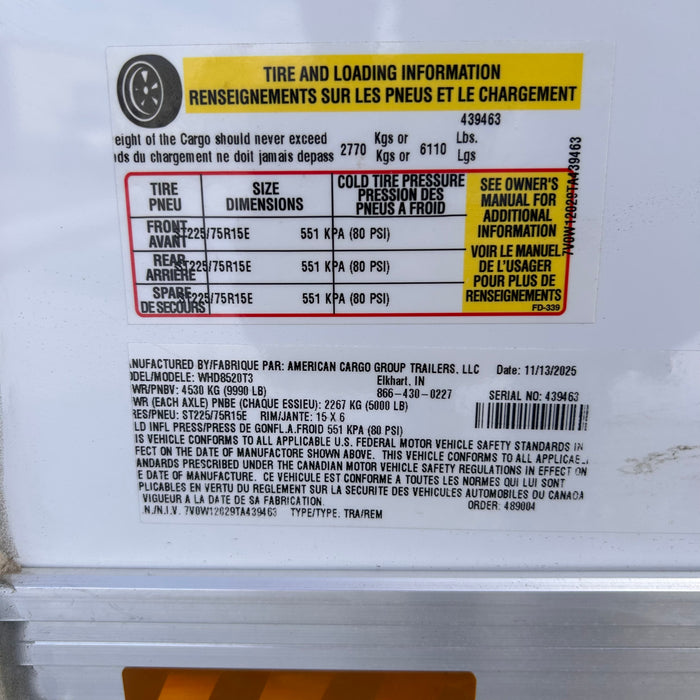 TIRE AND LOADING INFORMATION
RENSEIGNEMENTS SUR LES PNEUS ET LE CHARGEMENT
439463
eight of the Cargo should never exceed 2770 Kgs or 6110 Lbs.
ids du chargement ne doit jamais depass Kgs or Lgs
TIRE PNEU SIZE DIMENSIONS COLD TIRE PRESSURE PRESSION DES PNEUS A FROID
FRONT AVANT ST225/75R15E 551 KPA (80 PSI)
REAR ARRIÈRE ST225/75R15E 551 KPA (80 PSI)
SPARE DE SECOURS ST225/75R15E 551 KPA (80 PSI)
SEE OWNER'S
MANUAL FOR
ADDITIONAL
INFORMATION
VOIR LE MANUEL
DE L'USAGER
POUR PLUS DE
RENSEIGNEMENTS
FD-339
7V0W12029TA439463
ANUFACTURED BY/FABRIQUE PAR: AMERICAN CARGO GROUP TRAILERS, LLC Date: 11/13/2025
ODEL/MODELE: WHD8520T3 Elkhart, IN
WR/PNBV: 4530 KG (9990 LB) 866-430-0227 SERIAL NO: 439463
WR (EACH AXLE) PNBE (CHAQUE ESSIEU): 2267 KG (5000 LB)
RES/PNEU: ST225/75R15E RIM/JANTE: 15 X 6
LD INFL PRESS/PRESS DE GONFL.A.FROID 551 KPA (80 PSI)
IS VEHICLE CONFORMS TO ALL APPLICABLE U.S. FEDERAL MOTOR VEHICLE SAFETY STANDARDS IN
FECT ON THE DATE OF MANUFACTORE SHOWN ABOVE. THIS VEHICLE CONFORMS TO ALL APPLICABL
ANDARDS PRESCRIBED UNDER THE CANADIAN MOTOR VEHICLE SAFETY REGULATIONS IN EFFECT ON
E DATE OF MANUFACTURE. CE VEHICULE EST CONFORME A TOUTES LES NORMES QUI LUI SONT
PLICABLES EN VERTU DU REGLEMENT SUR LA SECURITE DES VEHICULES AUTOMOBILES DU CANADA
VIGUEUR A LA DATE DE SA FABRICATION. ORDER: 489004
.N./N.I.V. 7V0W12029TA439463 TYPE/TYPE: TRA/REM